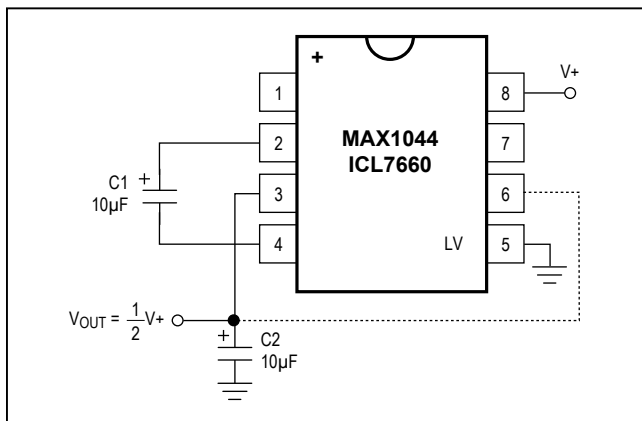 +
V+
1
8
MAX1044
2
7
ICL7660
C1
+
10µF
3
6
4
LV
5
VOUT = 1/2 V+
+
C2
10µF